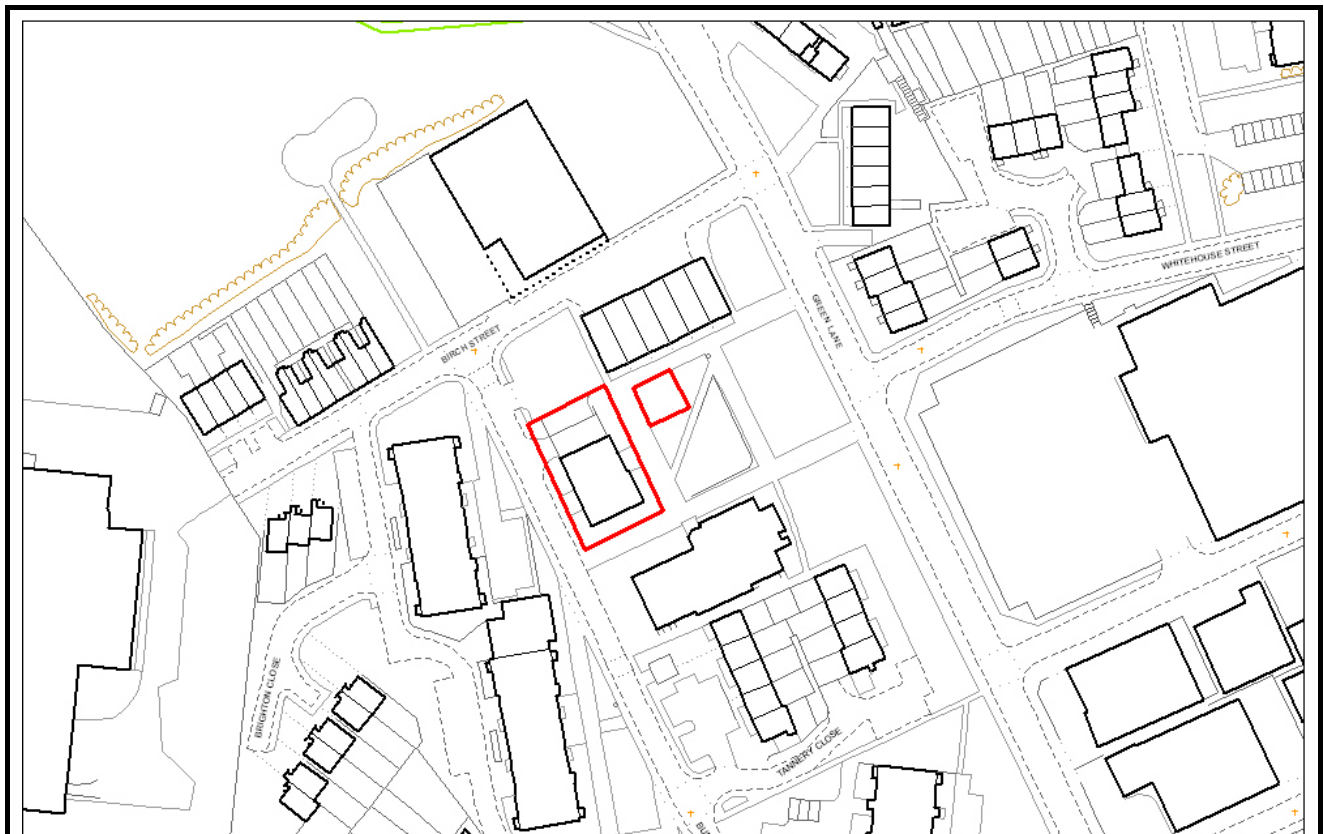 WHITEHOUSE STREET
GREEN LANE
BIRCH STREET
BRIGHTON CLOSE
TANNERY CLOSE